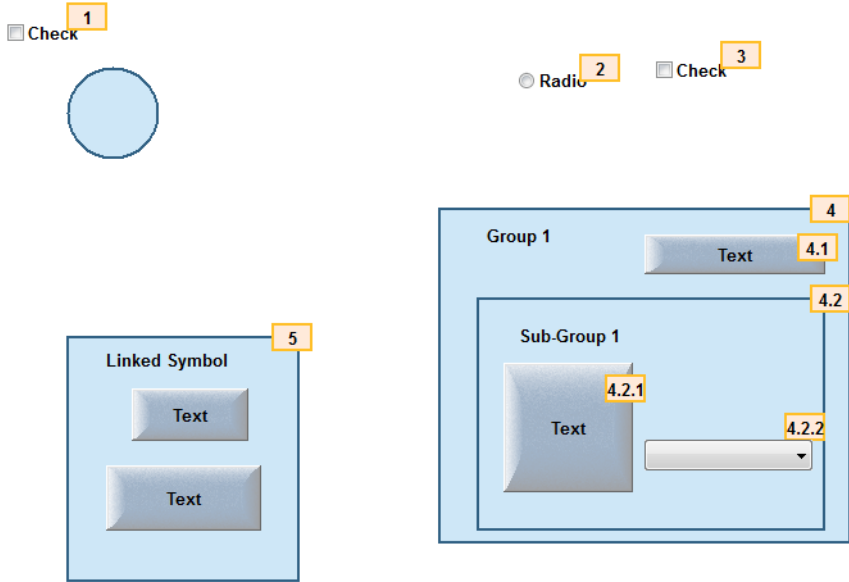 1
Check
2
Radio
3
Check
4
Group 1
4.1
Text
4.2
Sub-Group 1
4.2.1
Text
4.2.2
5
Linked Symbol
Text
Text